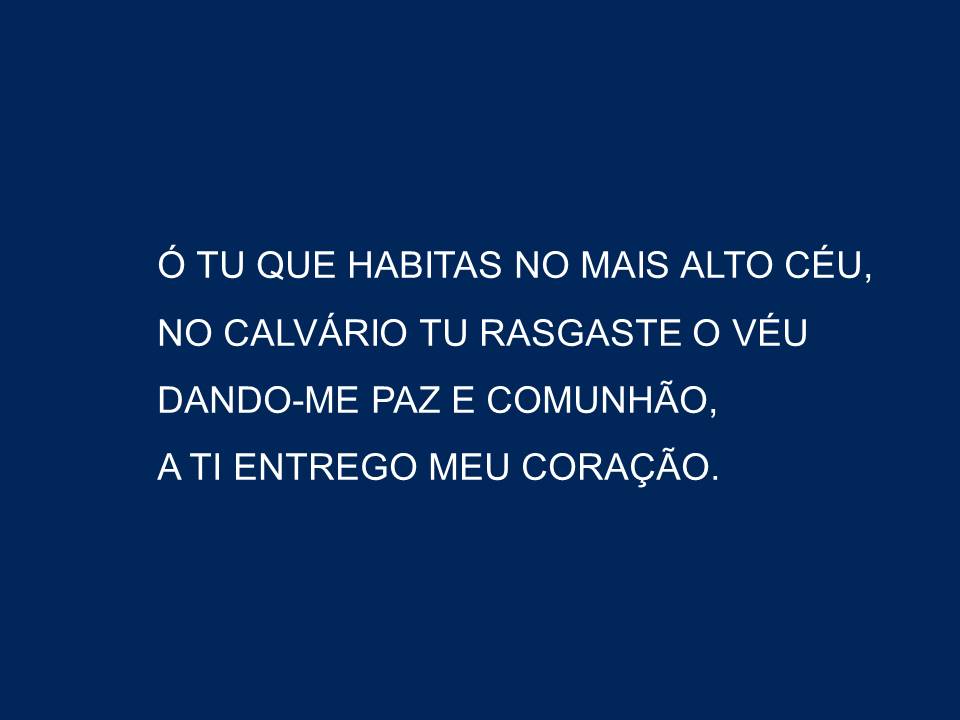 Ó TU QUE HABITAS NO MAIS ALTO CÉU,
NO CALVÁRIO TU RASGASTE O VÉU
DANDO-ME PAZ E COMUNHÃO,
A TI ENTREGO MEU CORAÇÃO.